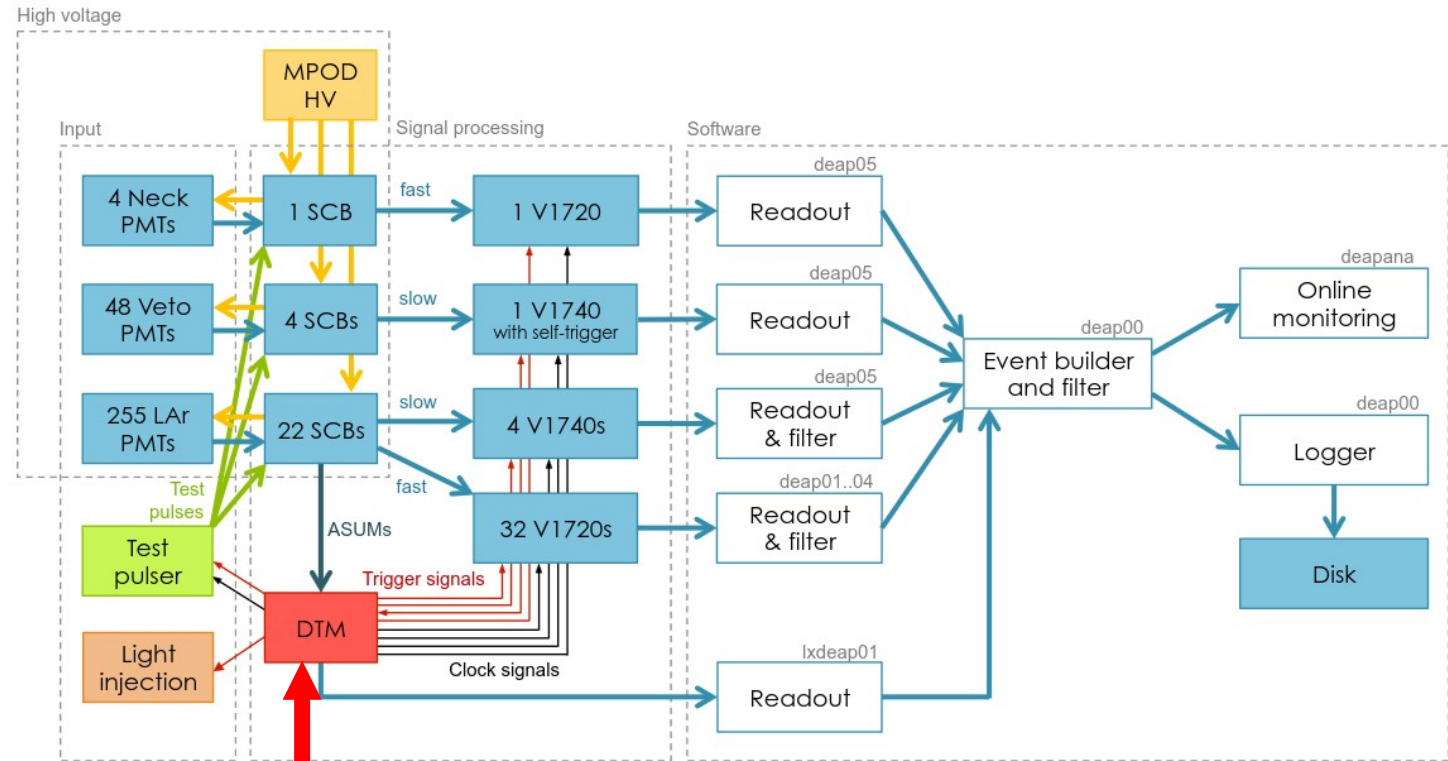 High voltage
MPOD
HV
Input
Signal processing
Software
4 Neck
PMTs
1 SCB
fast
1 V1720
deap05
Readout
48 Veto
PMTs
4 SCBs
slow
1 V1740
with self-trigger
deap05
Readout
255 LAr
PMTs
22 SCBs
slow
4 V1740s
deap05
Readout
& filter
fast
32 V1720s
deap01..04
Readout
& filter
deap00
Event builder
and filter
deapana
Online
monitoring
deap00
Logger
Disk
Test
pulses
Test
pulser
ASUMs
Trigger signals
DTM
Clock signals
Light
injection
lxdeap01
Readout